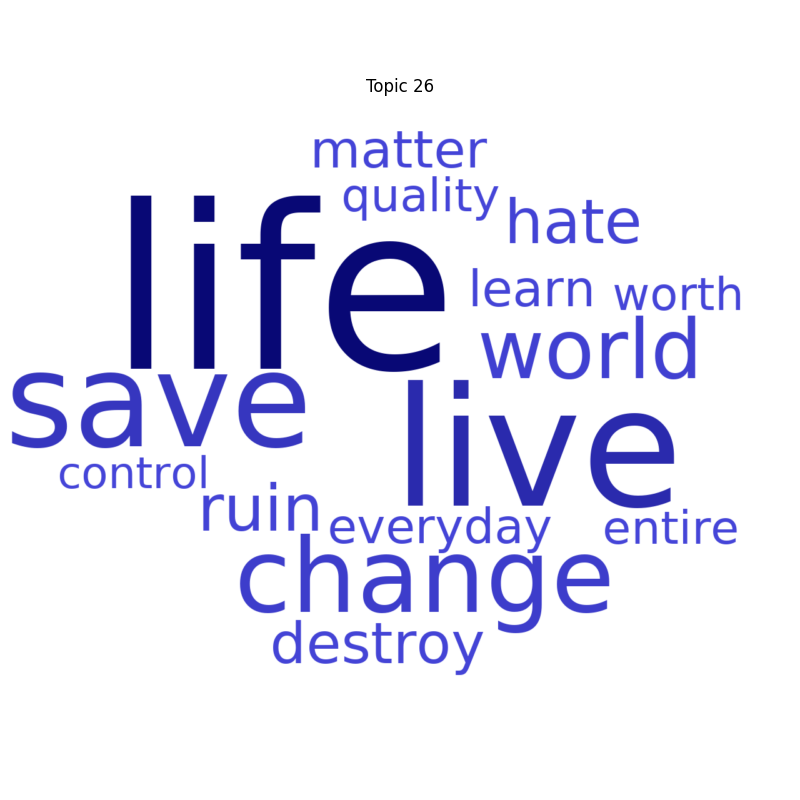 Topic 26
matter
quality
hate
life
learn
worth
world
save
live
control
ruin
everyday
entire
change
destroy